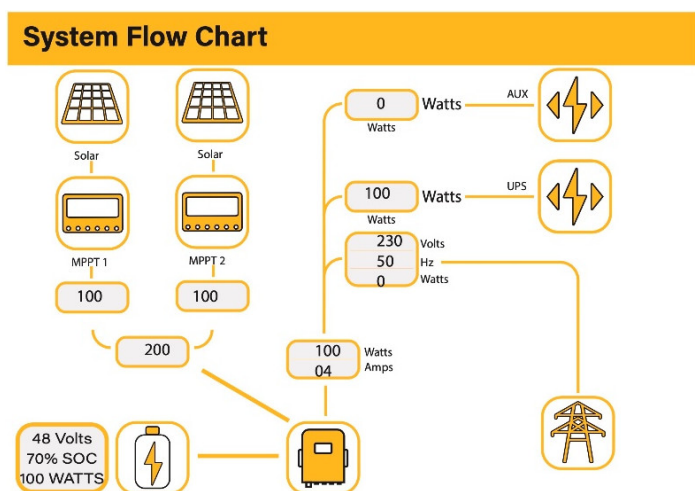 System Flow Chart
Solar
Solar
MPPT 1
MPPT 2
100
100
200
0 Watts
Watts
AUX
100 Watts
Watts
UPS
230 Volts
50 Hz
0 Watts
100 Watts
04 Amps
48 Volts
70% SOC
100 WATTS